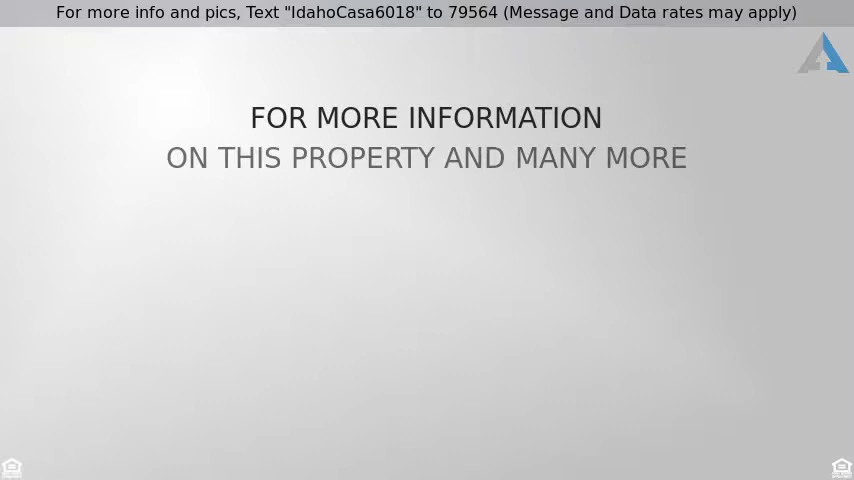 For more info and pics, Text "IdahoCasa6018" to 79564 (Message and Data rates may apply)
FOR MORE INFORMATION
ON THIS PROPERTY AND MANY MORE